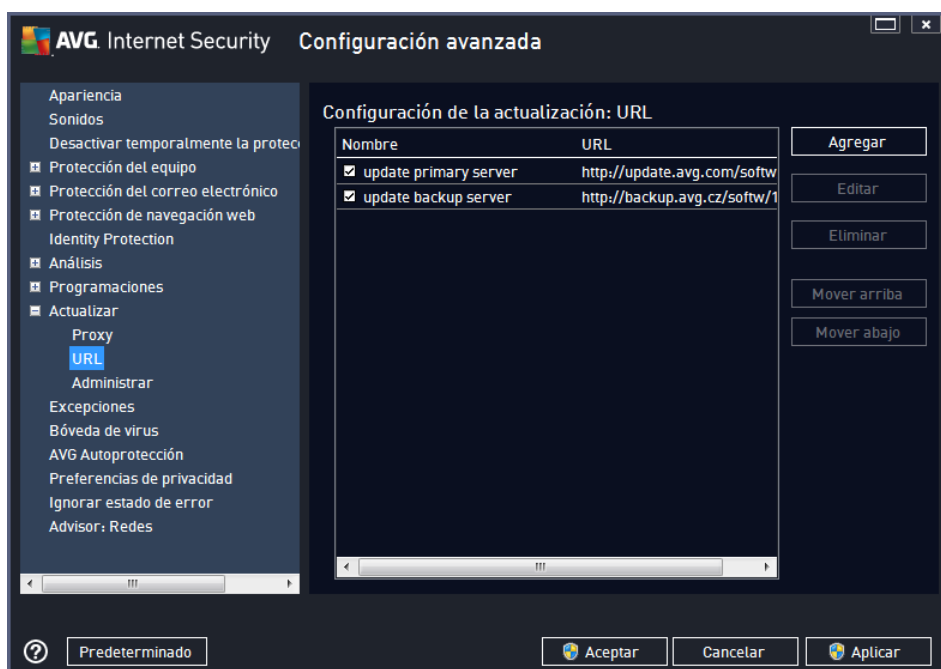 AVG. Internet Security Configuración avanzada
Apariencia
Sonidos
Desactivar temporalmente la protec
Protección del equipo
Protección del correo electrónico
Protección de navegación web
Identity Protection
Análisis
Programaciones
Actualizar
Proxy
URL
Administrar
Excepciones
Bóveda de virus
AVG Autoprotección
Preferencias de privacidad
Ignorar estado de error
Advisor: Redes
Configuración de la actualización: URL
Nombre URL
update primary server http://update.avg.com/softw
update backup server http://backup.avg.cz/softw/1
Agregar
Editar
Eliminar
Mover arriba
Mover abajo
Predeterminado
Aceptar
Cancelar
Aplicar